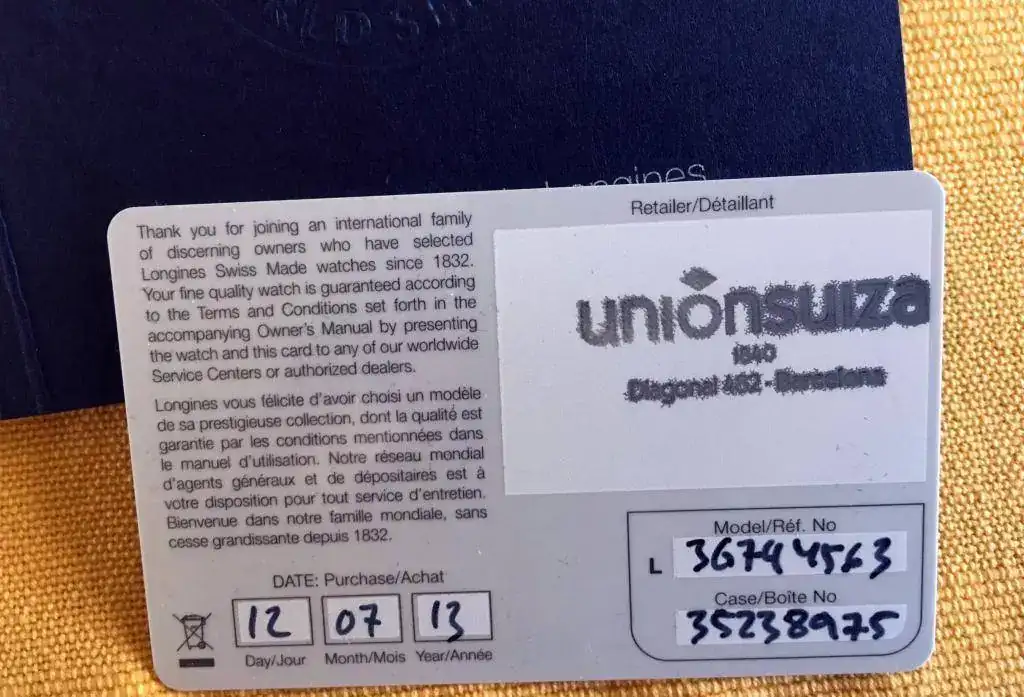 Longines
Thank you for joining an international family
of discerning owners who have selected
Longines Swiss Made watches since 1832.
Your fine quality watch is guaranteed according
to the Terms and Conditions set forth in the
accompanying Owner's Manual by presenting
the watch and this card to any of our worldwide
Service Centers or authorized dealers.
Longines vous félicite d'avoir choisi un modèle
de sa prestigieuse collection, dont la qualité est
garantie par les conditions mentionnées dans
le manuel d'utilisation. Notre réseau mondial
d'agents généraux et de dépositaires est à
votre disposition pour tout service d'entretien.
Bienvenue dans notre famille mondiale, sans
cesse grandissante depuis 1832.
DATE: Purchase/Achat
12 07 13
Day/Jour Month/Mois Year/Année
Retailer/Détaillant
uniónsuiza
1840
Diagonal 482 - Barcelona
Model/Réf. No
L 36744563
Case/Boîte No
35238975